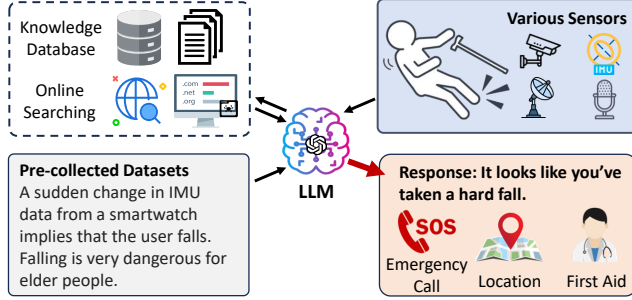 Knowledge
Database
Online
Searching
.com
.net
.org
Various Sensors
IMU
LLM
Pre-collected Datasets
A sudden change in IMU
data from a smartwatch
implies that the user falls.
Falling is very dangerous for
elder people.
Response: It looks like you’ve
taken a hard fall.
SOS
Emergency
Call
Location
First Aid